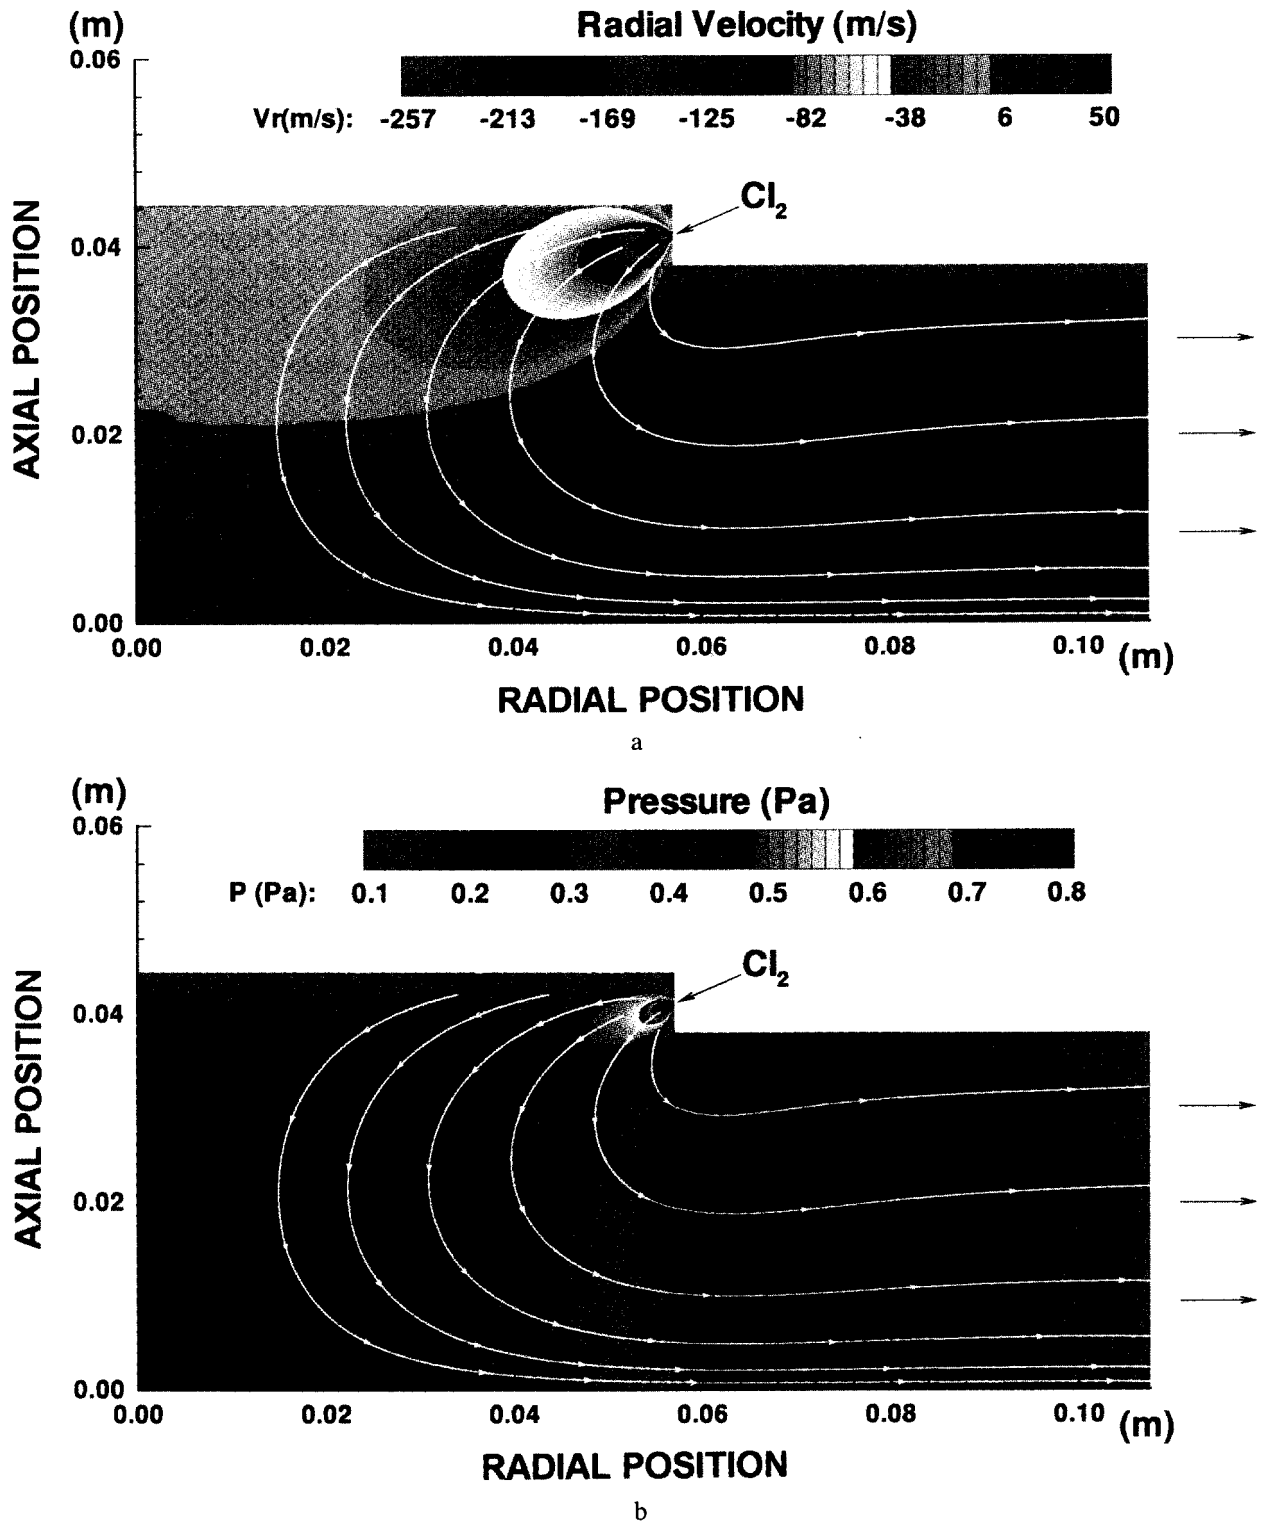 (m)
Radial Velocity (m/s)
0.06
Vr(m/s): -257 -213 -169 -125 -82 -38 6 50
Cl2
0.04
AXIAL POSITION
0.02
0.00
0.00 0.02 0.04 0.06 0.08 0.10 (m)
RADIAL POSITION
a
(m)
Pressure (Pa)
0.06
P (Pa): 0.1 0.2 0.3 0.4 0.5 0.6 0.7 0.8
Cl2
0.04
AXIAL POSITION
0.02
0.00
0.00 0.02 0.04 0.06 0.08 0.10 (m)
RADIAL POSITION
b